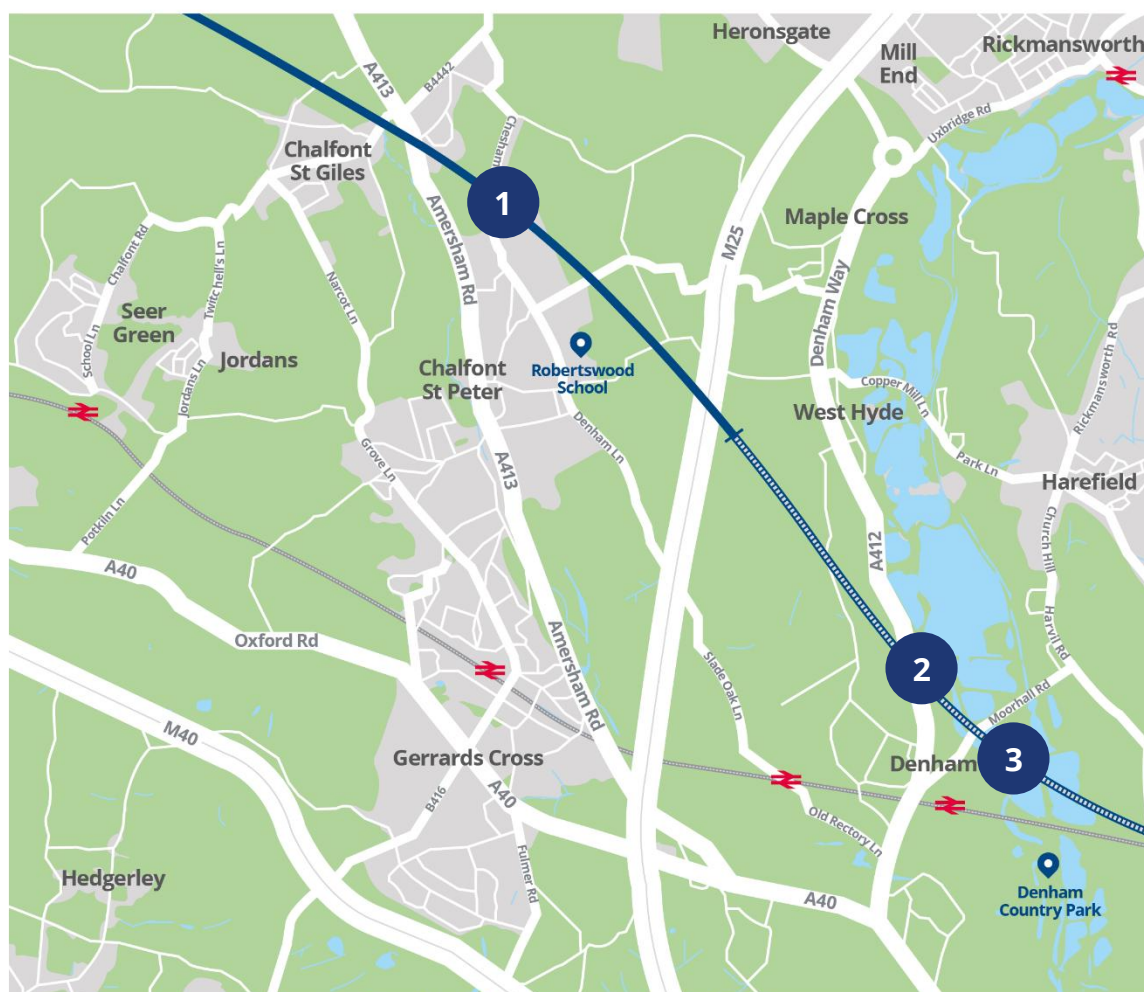 Heronsgate
Mill
End
Rickmansworth
A413
B4442
Uxbridge Rd
Chesham
Chalfont
St Giles
1
Maple Cross
M25
Amersham Rd
Chalfont Rd
Twitchell's Ln
Narcot Ln
Denham Way
Seer
Green
Jordans
School Ln
Jordans Ln
Robertswood
School
Chalfont
St Peter
Copper Mill Ln
Rickmansworth Rd
West Hyde
Denham Ln
Grove Ln
A413
Park Ln
Harefield
Potkiln Ln
Church Hill
A412
A40
Oxford Rd
Amersham Rd
Harvil Rd
2
Slade Oak Ln
Moorhall Rd
M40
Gerrards Cross
Denham
3
B416
A40
Old Rectory Ln
Fulmer Rd
Hedgerley
A40
Denham
Country Park